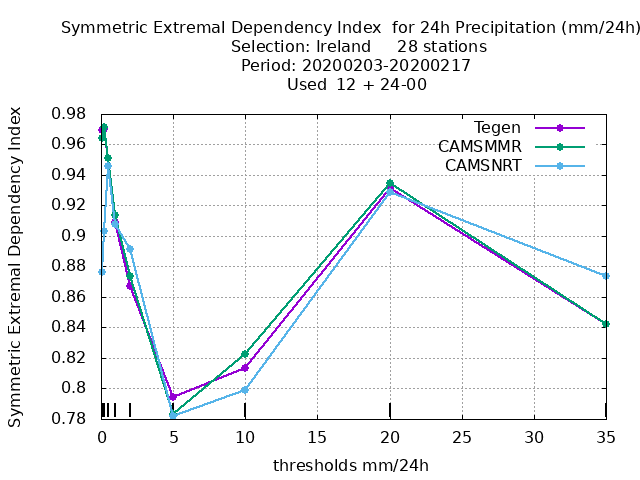 Symmetric Extremal Dependency Index  for 24h Precipitation (mm/24h)
Selection: Ireland     28 stations
Period: 20200203-20200217
Used  12 + 24-00
Symmetric Extremal Dependency Index
0.98
0.96
0.94
0.92
0.9
0.88
0.86
0.84
0.82
0.8
0.78
Tegen
CAMSMMR
CAMSNRT
0 5 10 15 20 25 30 35
thresholds mm/24h